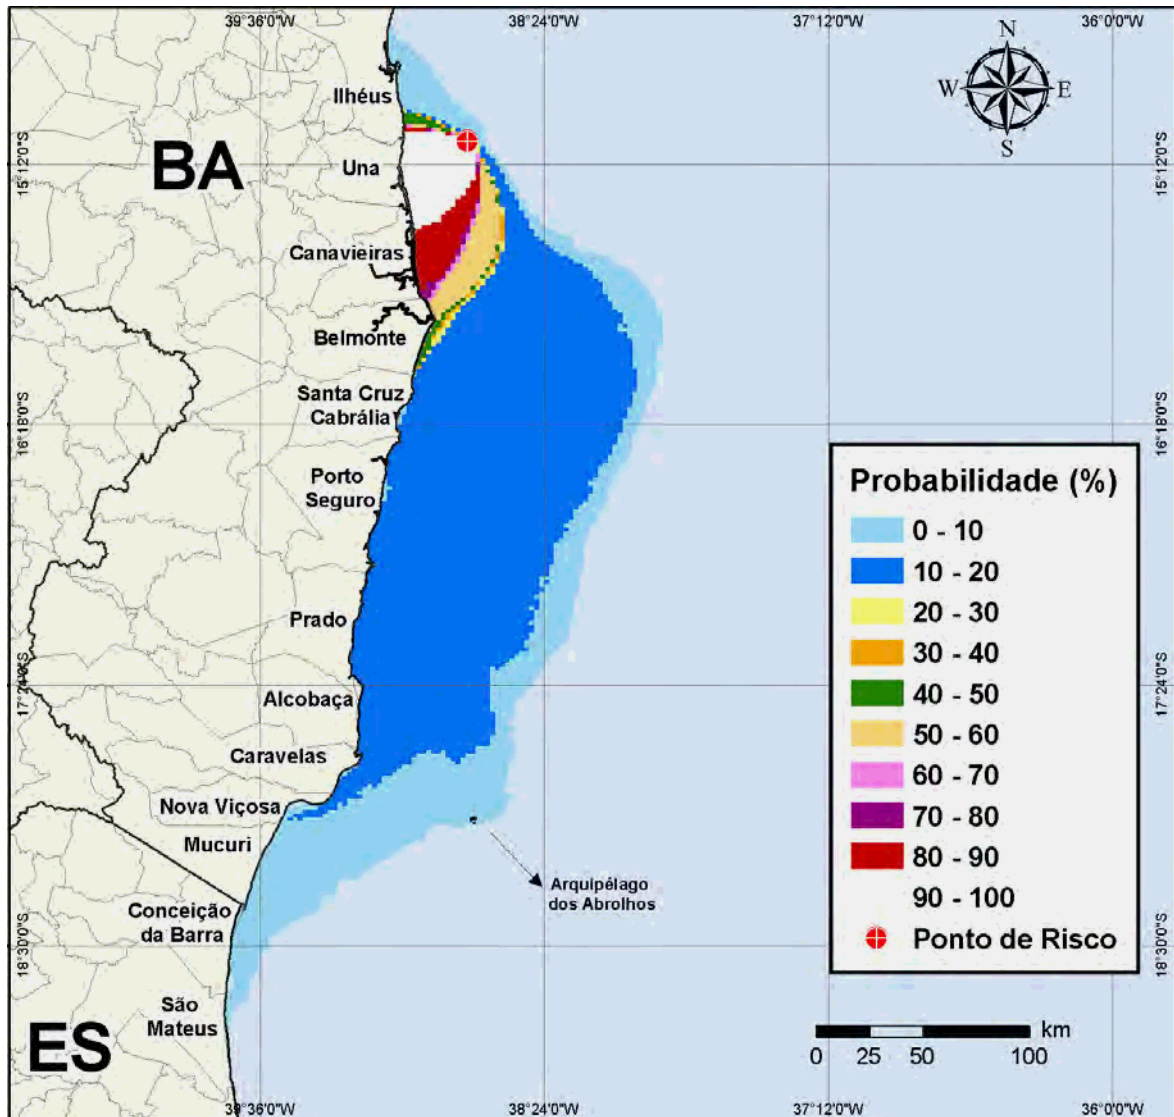 39°36'0"W
38°24'0"W
37°12'0"W
36°0'0"W
N
W
E
S
Ilhéus
BA
Una
15°12'0"S
15°12'0"S
Canavieiras
Belmonte
Santa Cruz
Cabrália
16°18'0"S
16°18'0"S
Porto
Seguro
Prado
Alcobaça
17°24'0"S
17°24'0"S
Caravelas
Nova Viçosa
Mucuri
Arquipélago
dos Abrolhos
Conceição
da Barra
18°30'0"S
18°30'0"S
São
Mateus
ES
Probabilidade (%)
0 - 10
10 - 20
20 - 30
30 - 40
40 - 50
50 - 60
60 - 70
70 - 80
80 - 90
90 - 100
Ponto de Risco
km
0 25 50 100
39°36'0"W
38°24'0"W
37°12'0"W
36°0'0"W